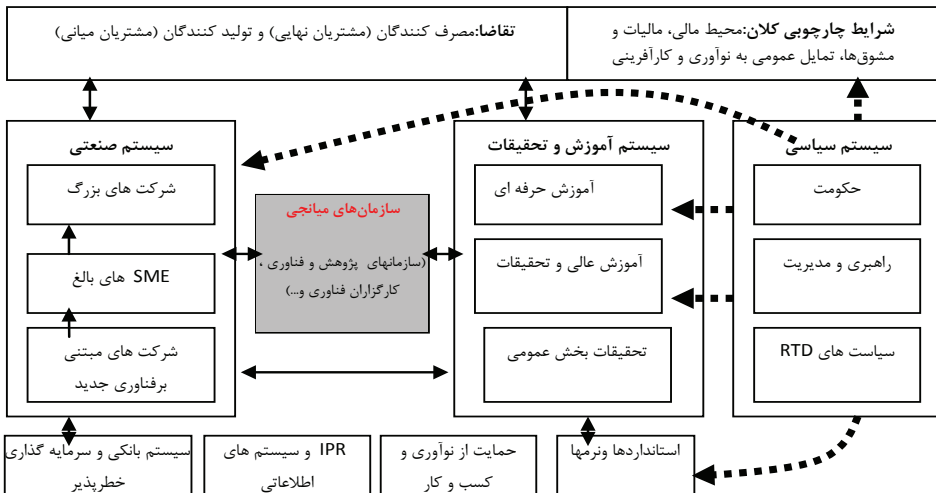 شرایط چارچوبی کلان:محیط مالی، مالیات و
مشوق‌ها، تمایل عمومی به نوآوری و کارآفرینی
تقاضا:مصرف کنندگان (مشتریان نهایی) و تولید کنندگان (مشتریان میانی)
سیستم سیاسی
حکومت
راهبری و مدیریت
سیاست های RTD
سیستم آموزش و تحقیقات
آموزش حرفه ای
آموزش عالی و تحقیقات
تحقیقات بخش عمومی
سازمان‌های میانجی
(سازمانهای پژوهش و فناوری ،
کارگزاران فناوری و...)
سیستم صنعتی
شرکت های بزرگ
SME های بالغ
شرکت های مبتنی
برفناوری جدید
استانداردها ونرمها
حمایت از نوآوری و
کسب و کار
IPR و سیستم های
اطلاعاتی
سیستم بانکی و سرمایه گذاری
خطرپذیر